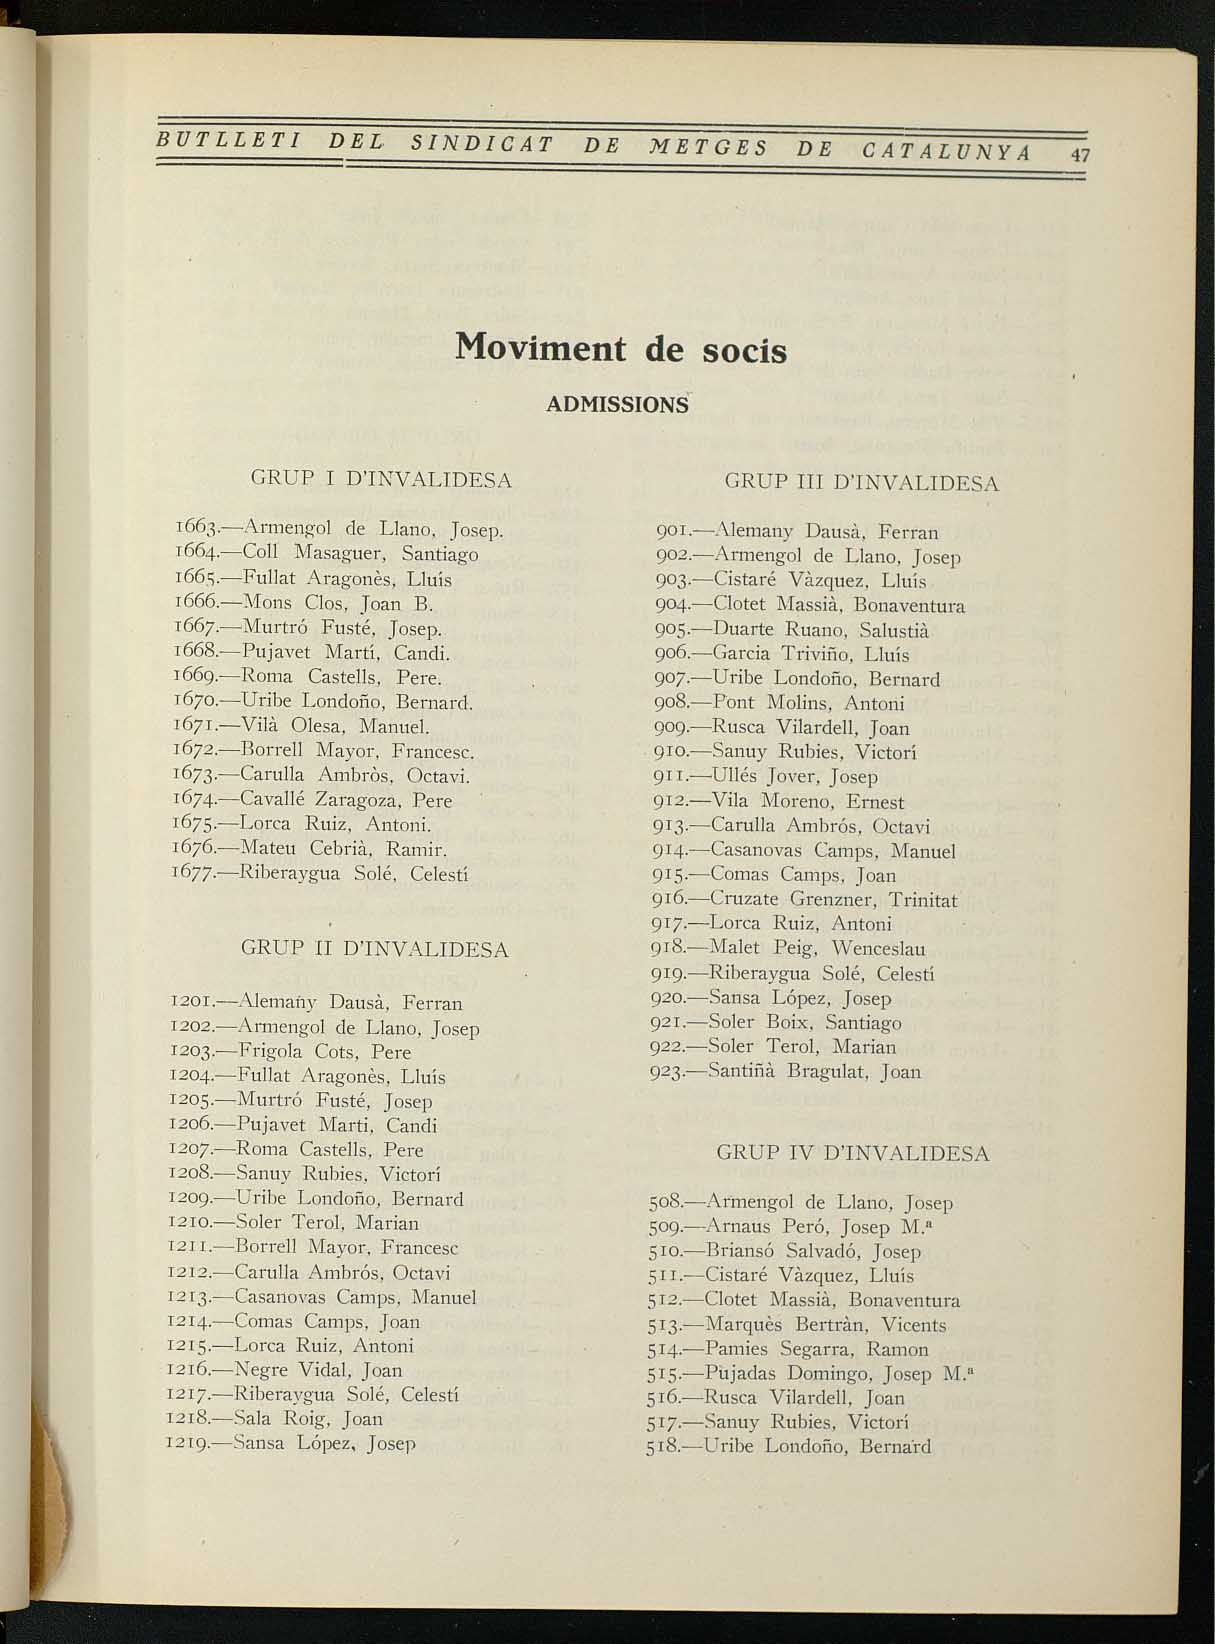 BUTLLETI DEL SINDICAT DE METGES DE CATALUNYA 47
Moviment de socis
ADMISSIONS
GRUP I D'INVALIDESA
1663.—Armengol de Llano, Josep.
1664.—Coll Masaguer, Santiago
1665.—Fullat Aragonès, Lluís
1666.—Mons Clos, Joan B.
1667.—Murtró Fusté, Josep.
1668.—Pujavet Martí, Candi.
1669.—Roma Castells, Pere.
1670.—Uribe Londoño, Bernard.
1671.—Vilà Olesa, Manuel.
1672.—Borrell Mayor, Francesc.
1673.—Carulla Ambròs, Octavi.
1674.—Cavallé Zaragoza, Pere
1675.—Lorca Ruiz, Antoni.
1676.—Mateu Cebrià, Ramir.
1677.—Riberaygua Solé, Celestí
GRUP II D'INVALIDESA
1201.—Alemañy Dausà, Ferran
1202.—Armengol de Llano, Josep
1203.—Frigola Cots, Pere
1204.—Fullat Aragonès, Lluís
1205.—Murtró Fusté, Josep
1206.—Pujavet Marti, Candi
1207.—Roma Castells, Pere
1208.—Sanuy Rubies, Victorí
1209.—Uribe Londoño, Bernard
1210.—Soler Terol, Marian
1211.—Borrell Mayor, Francesc
1212.—Carulla Ambrós, Octavi
1213.—Casanovas Camps, Manuel
1214.—Comas Camps, Joan
1215.—Lorca Ruiz, Antoni
1216.—Negre Vidal, Joan
1217.—Riberaygua Solé, Celestí
1218.—Sala Roig, Joan
1219.—Sansa López, Josep
GRUP III D'INVALIDESA
901.—Alemany Dausà, Ferran
902.—Armengol de Llano, Josep
903.—Cistaré Vàzquez, Lluís
904.—Clotet Massià, Bonaventura
905.—Duarte Ruano, Salustià
906.—Garcia Triviño, Lluís
907.—Uribe Londoño, Bernard
908.—Pont Molins, Antoni
909.—Rusca Vilardell, Joan
910.—Sanuy Rubies, Victorí
911.—Ullés Jover, Josep
912.—Vila Moreno, Ernest
913.—Carulla Ambrós, Octavi
914.—Casanovas Camps, Manuel
915.—Comas Camps, Joan
916.—Cruzate Grenzner, Trinitat
917.—Lorca Ruiz, Antoni
918.—Malet Peig, Wenceslau
919.—Riberaygua Solé, Celestí
920.—Sansa López, Josep
921.—Soler Boix, Santiago
922.—Soler Terol, Marian
923.—Santiñà Bragulat, Joan
GRUP IV D'INVALIDESA
508.—Armengol de Llano, Josep
509.—Arnaus Peró, Josep M.ª
510.—Briansó Salvadó, Josep
511.—Cistaré Vàzquez, Lluís
512.—Clotet Massià, Bonaventura
513.—Marquès Bertràn, Vicents
514.—Pamies Segarra, Ramon
515.—Pujadas Domingo, Josep M.ª
516.—Rusca Vilardell, Joan
517.—Sanuy Rubies, Victorí
518.—Uribe Londoño, Bernard